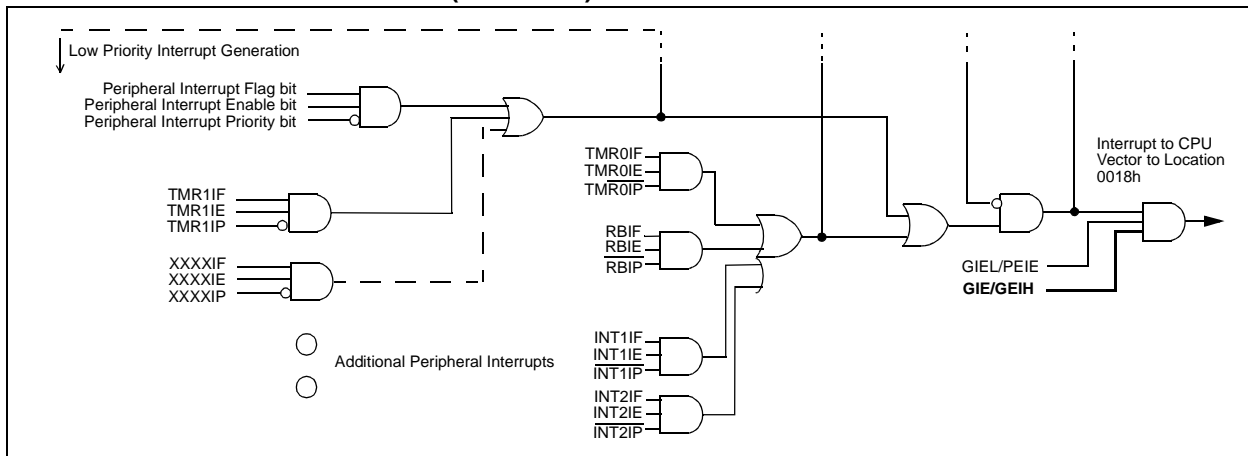 Low Priority Interrupt Generation
Peripheral Interrupt Flag bit
Peripheral Interrupt Enable bit
Peripheral Interrupt Priority bit
TMR1IF
TMR1IE
TMR1IP
XXXXIF
XXXXIE
XXXXIP
Additional Peripheral Interrupts
TMR0IF
TMR0IE
TMR0IP
RBIF
RBIE
RBIP
INT1IF
INT1IE
INT1IP
INT2IF
INT2IE
INT2IP
Interrupt to CPU
Vector to Location
0018h
GIEL/PEIE
GIE/GEIH